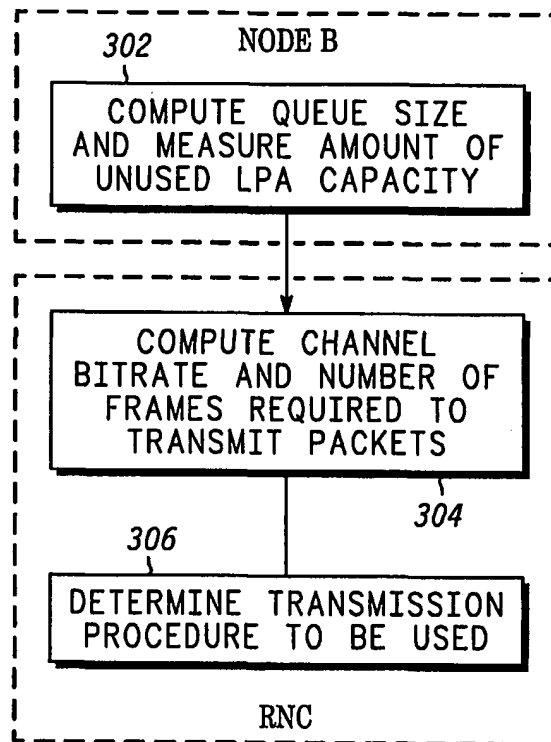 NODE B
302
COMPUTE QUEUE SIZE
AND MEASURE AMOUNT OF
UNUSED LPA CAPACITY
COMPUTE CHANNEL
BITRATE AND NUMBER OF
FRAMES REQUIRED TO
TRANSMIT PACKETS
304
306
DETERMINE TRANSMISSION
PROCEDURE TO BE USED
RNC